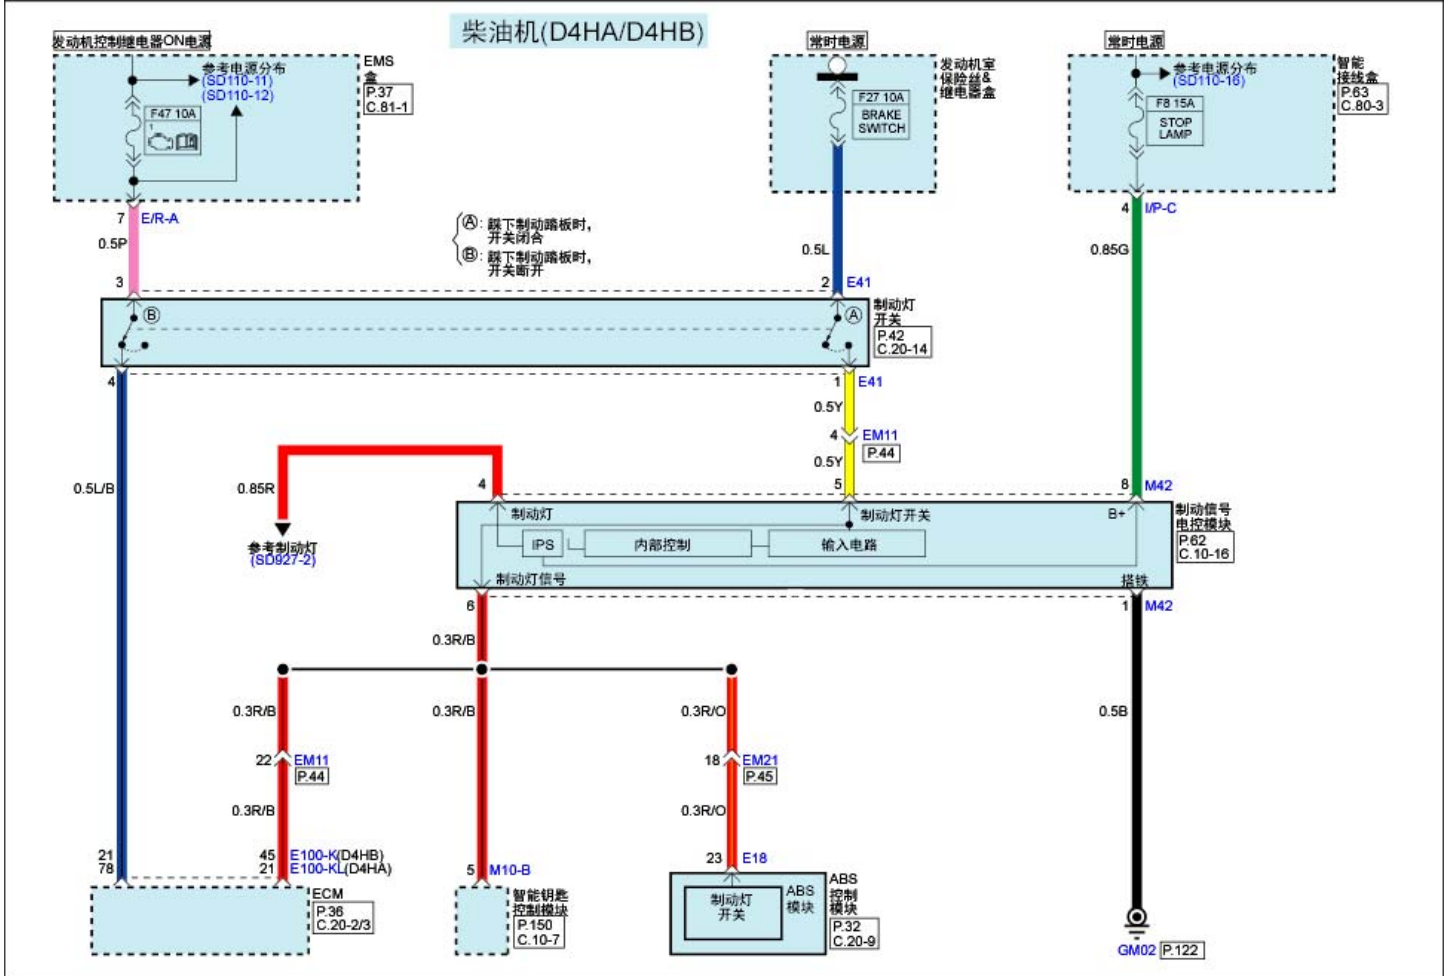 柴油机(D4HA/D4HB)
发动机控制继电器ON电源
常时电源
常时电源
参考电源分布
(SD110-11)
(SD110-12)
F47 10A
1
EMS
盒
P.37
C.81-1
F27 10A
BRAKE
SWITCH
发动机室
保险丝&
继电器盒
参考电源分布
(SD110-16)
F8 15A
STOP
LAMP
智能
接线盒
P.63
C.80-3
7
E/R-A
0.5P
3
Ⓐ: 踩下制动踏板时,
开关闭合
Ⓑ: 踩下制动踏板时,
开关断开
0.5L
2
E41
4
I/P-C
0.85G
B
A
制动灯
开关
P.42
C.20-14
4
1
E41
0.5Y
4
EM11
P.44
0.5Y
0.5L/B
0.85R
4
5
8
M42
参考制动灯
(SD927-2)
制动灯
制动灯开关
B+
IPS
内部控制
输入电路
制动灯信号
搭铁
制动信号
电控模块
P.62
C.10-16
6
1
M42
0.3R/B
0.3R/B
0.3R/B
0.3R/O
0.5B
22
EM11
P.44
18
EM21
P.45
0.3R/B
0.3R/O
21
78
45
E100-K(D4HB)
21
E100-KL(D4HA)
5
M10-B
23
E18
ECM
P.36
C.20-2/3
智能钥匙
控制模块
P.150
C.10-7
制动灯
开关
ABS
模块
ABS
控制
模块
P.32
C.20-9
GM02
P.122